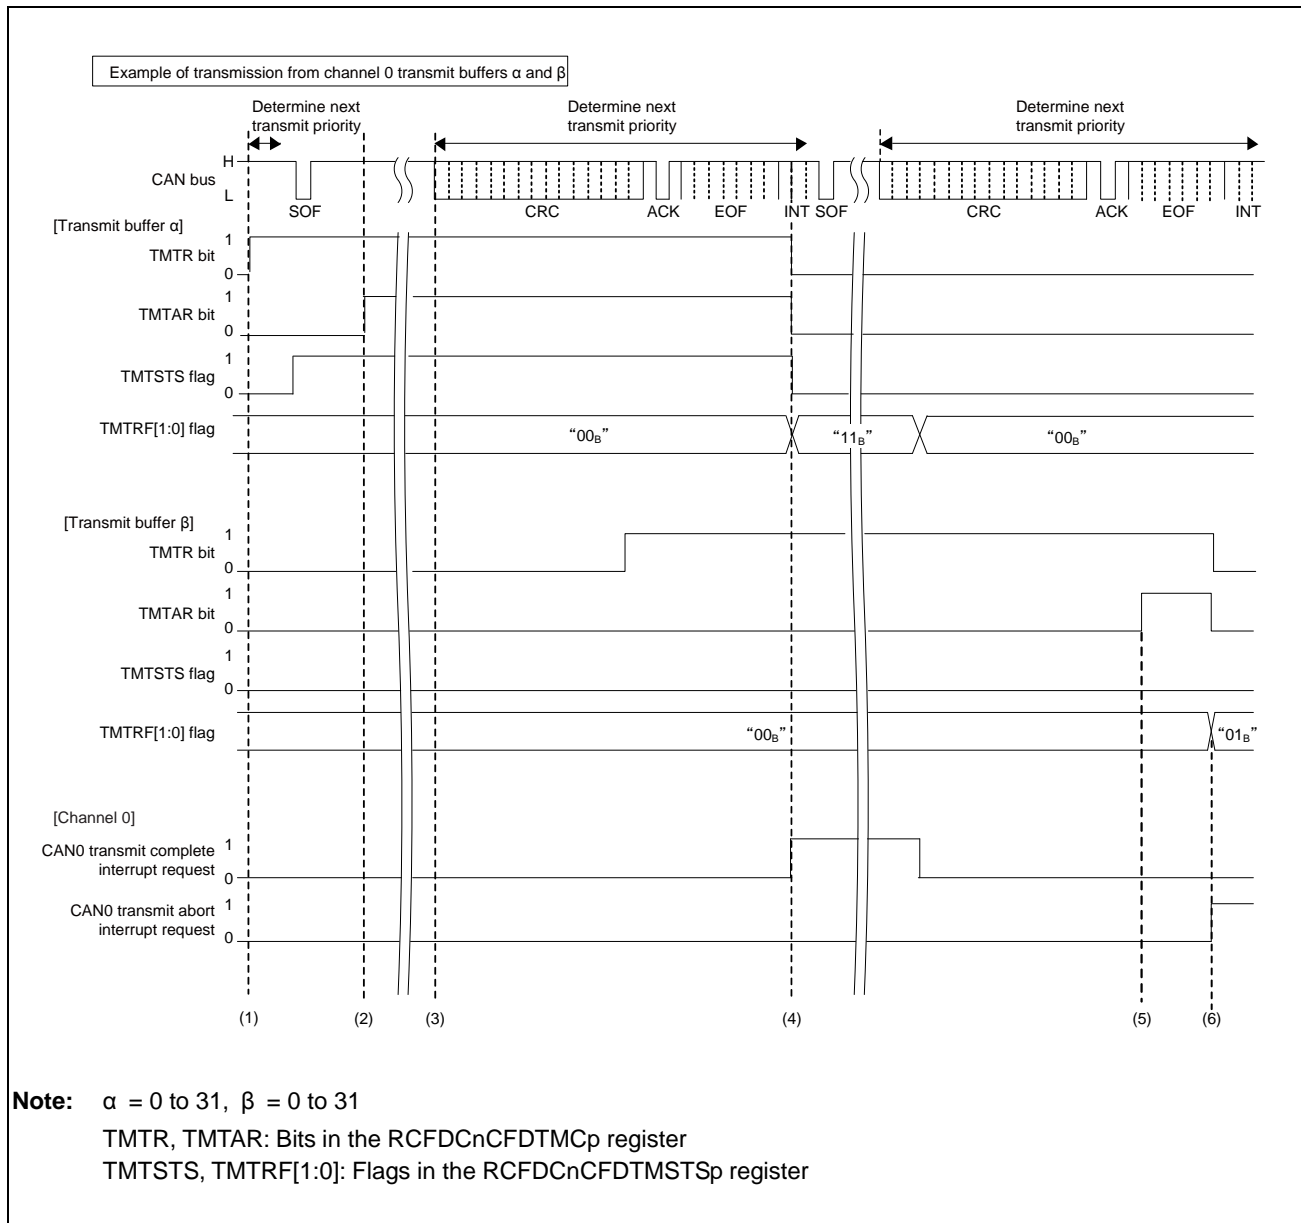 Example of transmission from channel 0 transmit buffers α and β
Determine next
transmit priority
Determine next
transmit priority
Determine next
transmit priority
H
CAN bus
L
SOF
CRC
ACK
EOF
INT
SOF
CRC
ACK
EOF
INT
[Transmit buffer α]
1
TMTR bit
0
1
TMTAR bit
0
1
TMTSTS flag
0
TMTRF[1:0] flag
“00B”
“11B”
“00B”
[Transmit buffer β]
1
TMTR bit
0
1
TMTAR bit
0
1
TMTSTS flag
0
TMTRF[1:0] flag
“00B”
“01B”
[Channel 0]
CAN0 transmit complete
interrupt request
1
0
CAN0 transmit abort
interrupt request
1
0
(1)
(2)
(3)
(4)
(5)
(6)
Note: α = 0 to 31, β = 0 to 31
TMTR, TMTAR: Bits in the RCFDCnCFDTMCp register
TMTSTS, TMTRF[1:0]: Flags in the RCFDCnCFDTMSTSp register